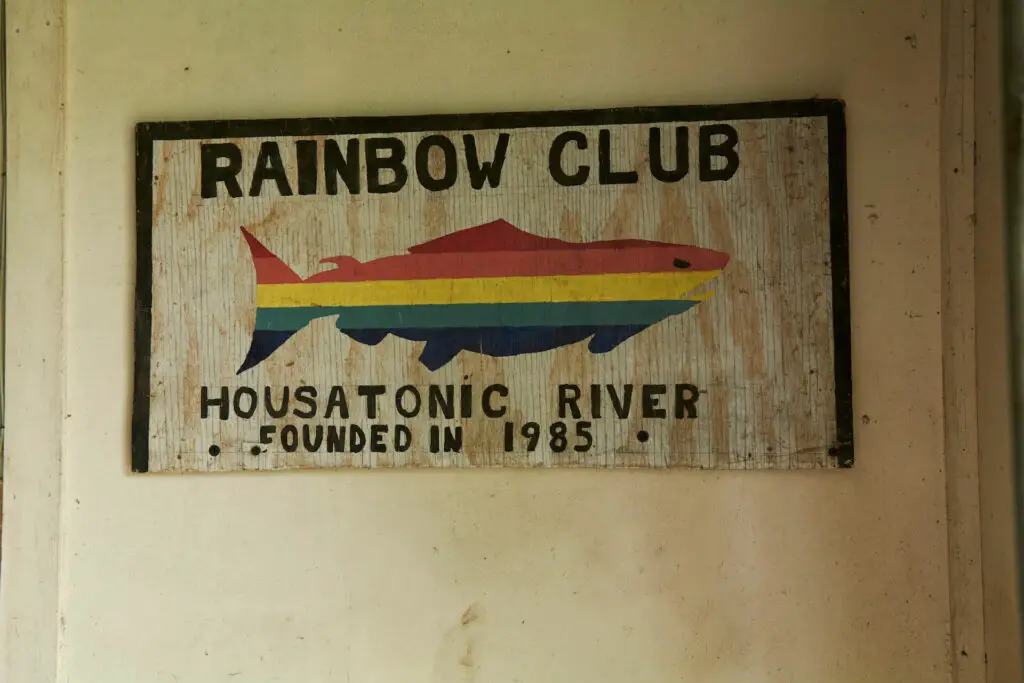 RAINBOW CLUB
HOUSATONIC RIVER
FOUNDED IN 1985